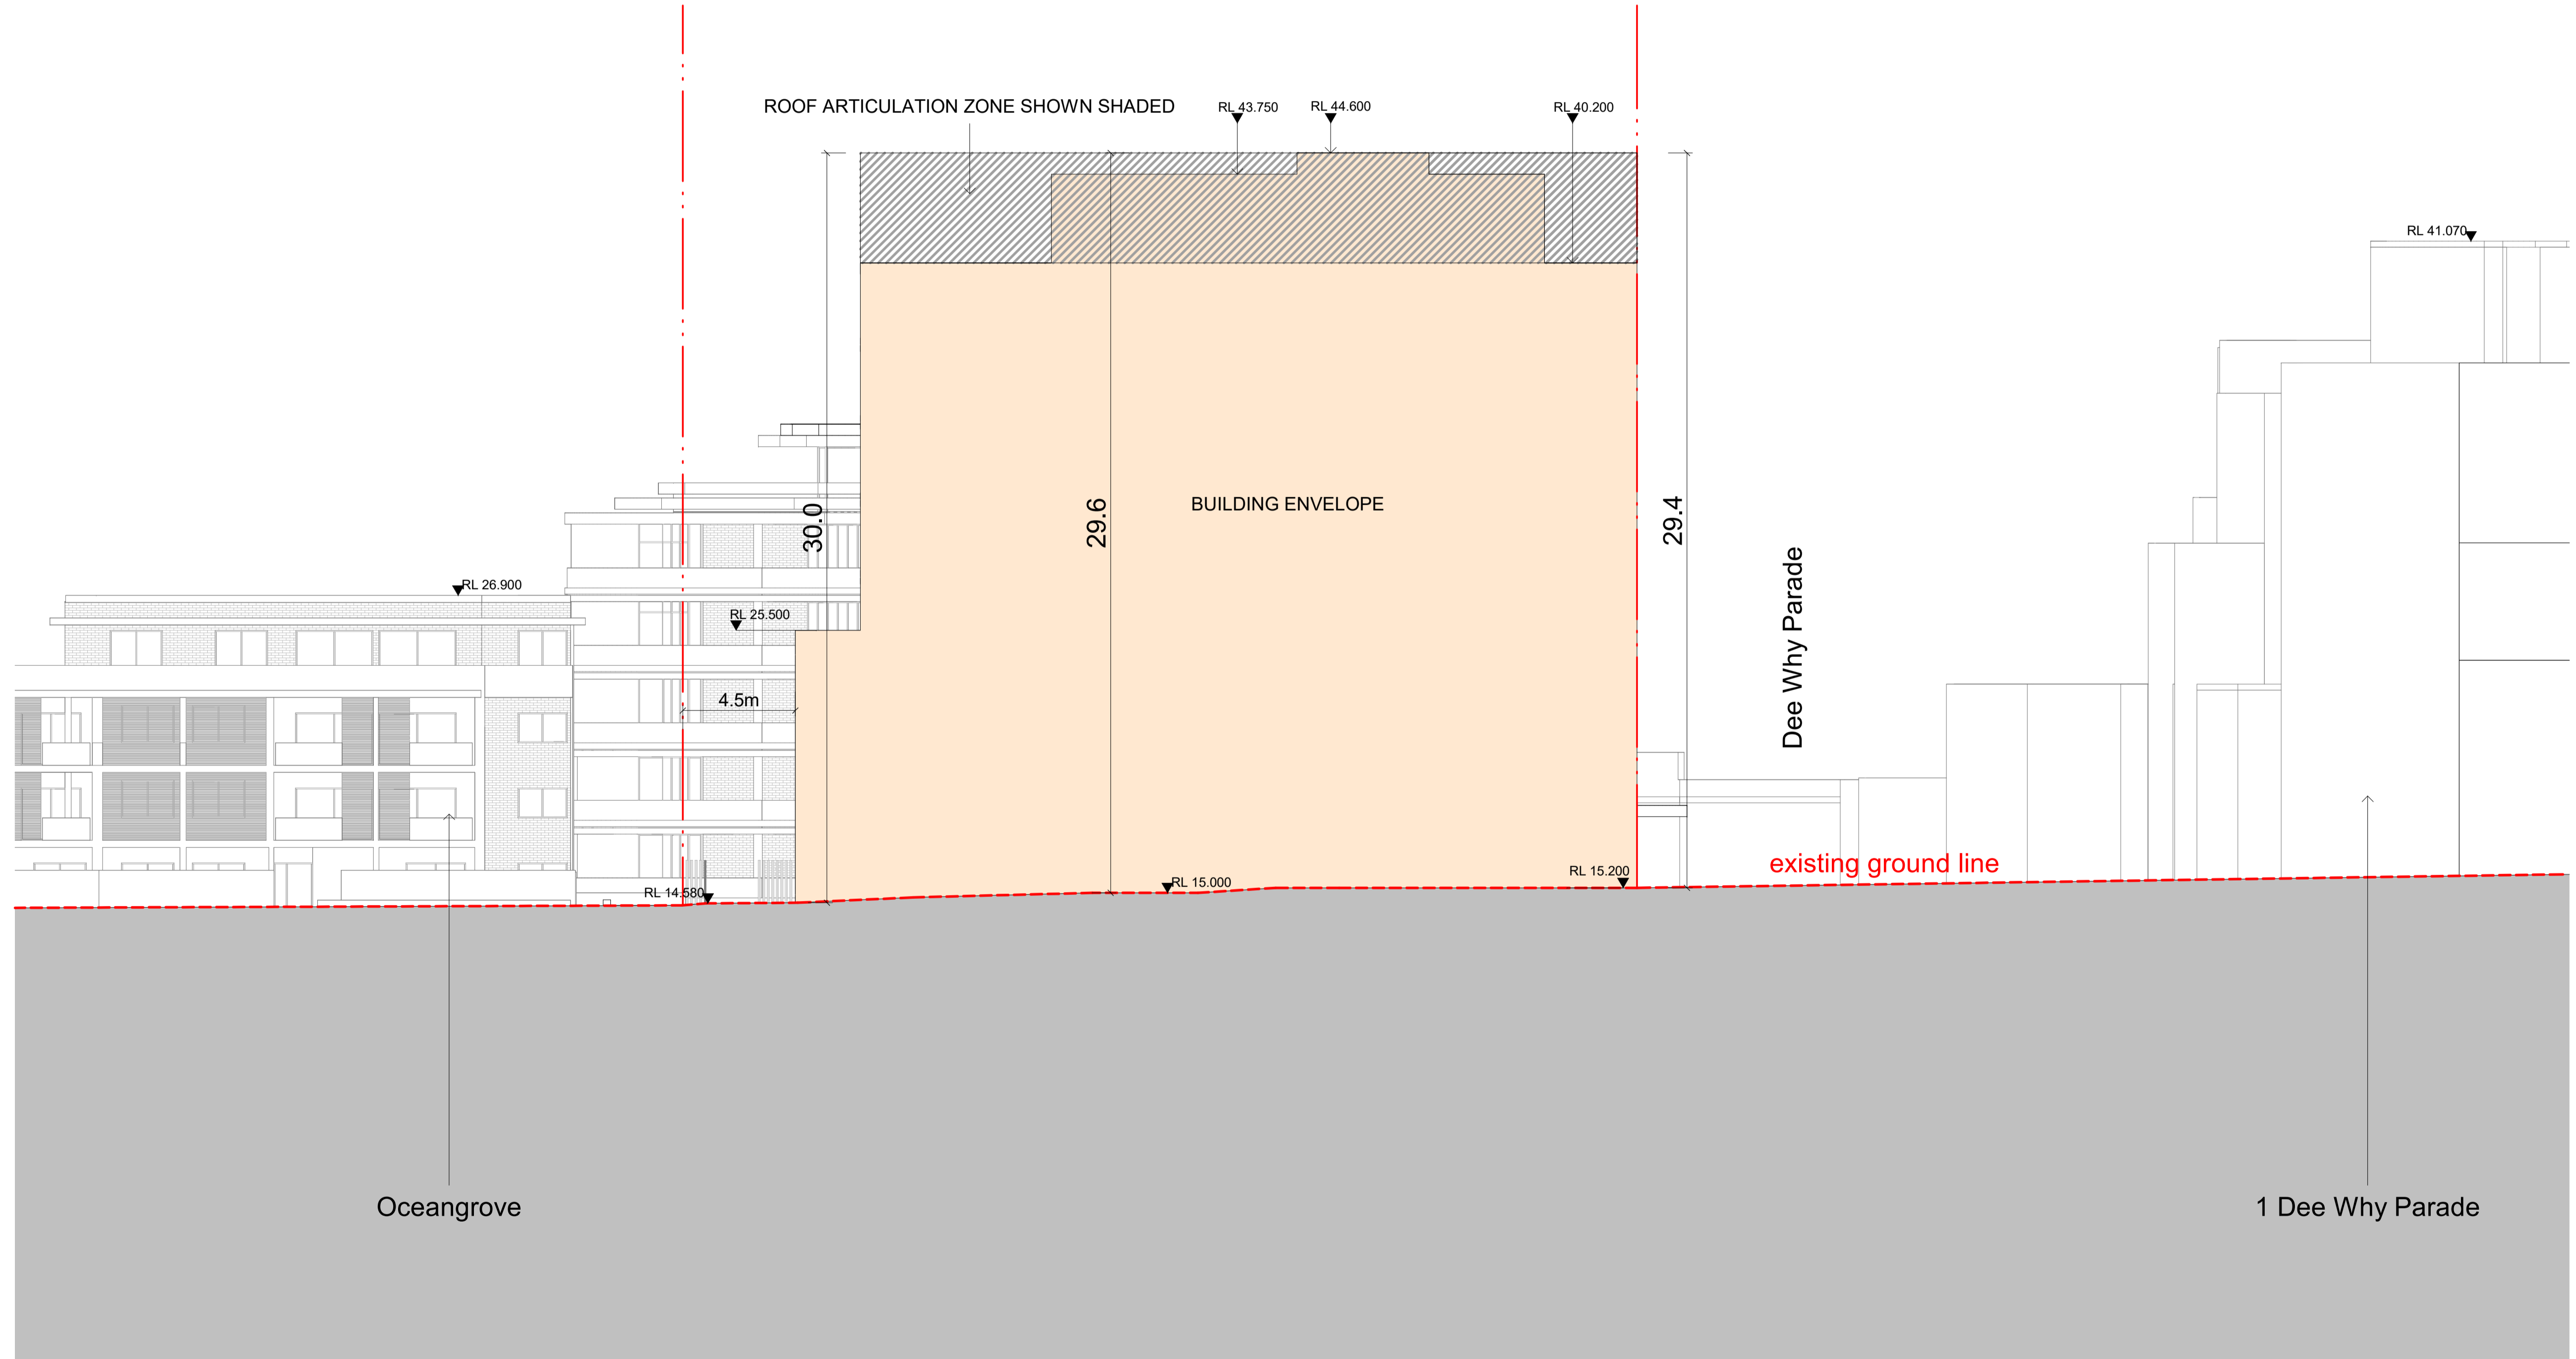 ROOF ARTICULATION ZONE SHOWN SHADED
RL 43.750
RL 44.600
RL 40.200
RL 41.070
30.0
29.6
BUILDING ENVELOPE
29.4
Dee Why Parade
RL 26.900
RL 25.500
4.5m
existing ground line
RL 15.200
RL 15.000
RL 14.580
Oceangrove
1 Dee Why Parade